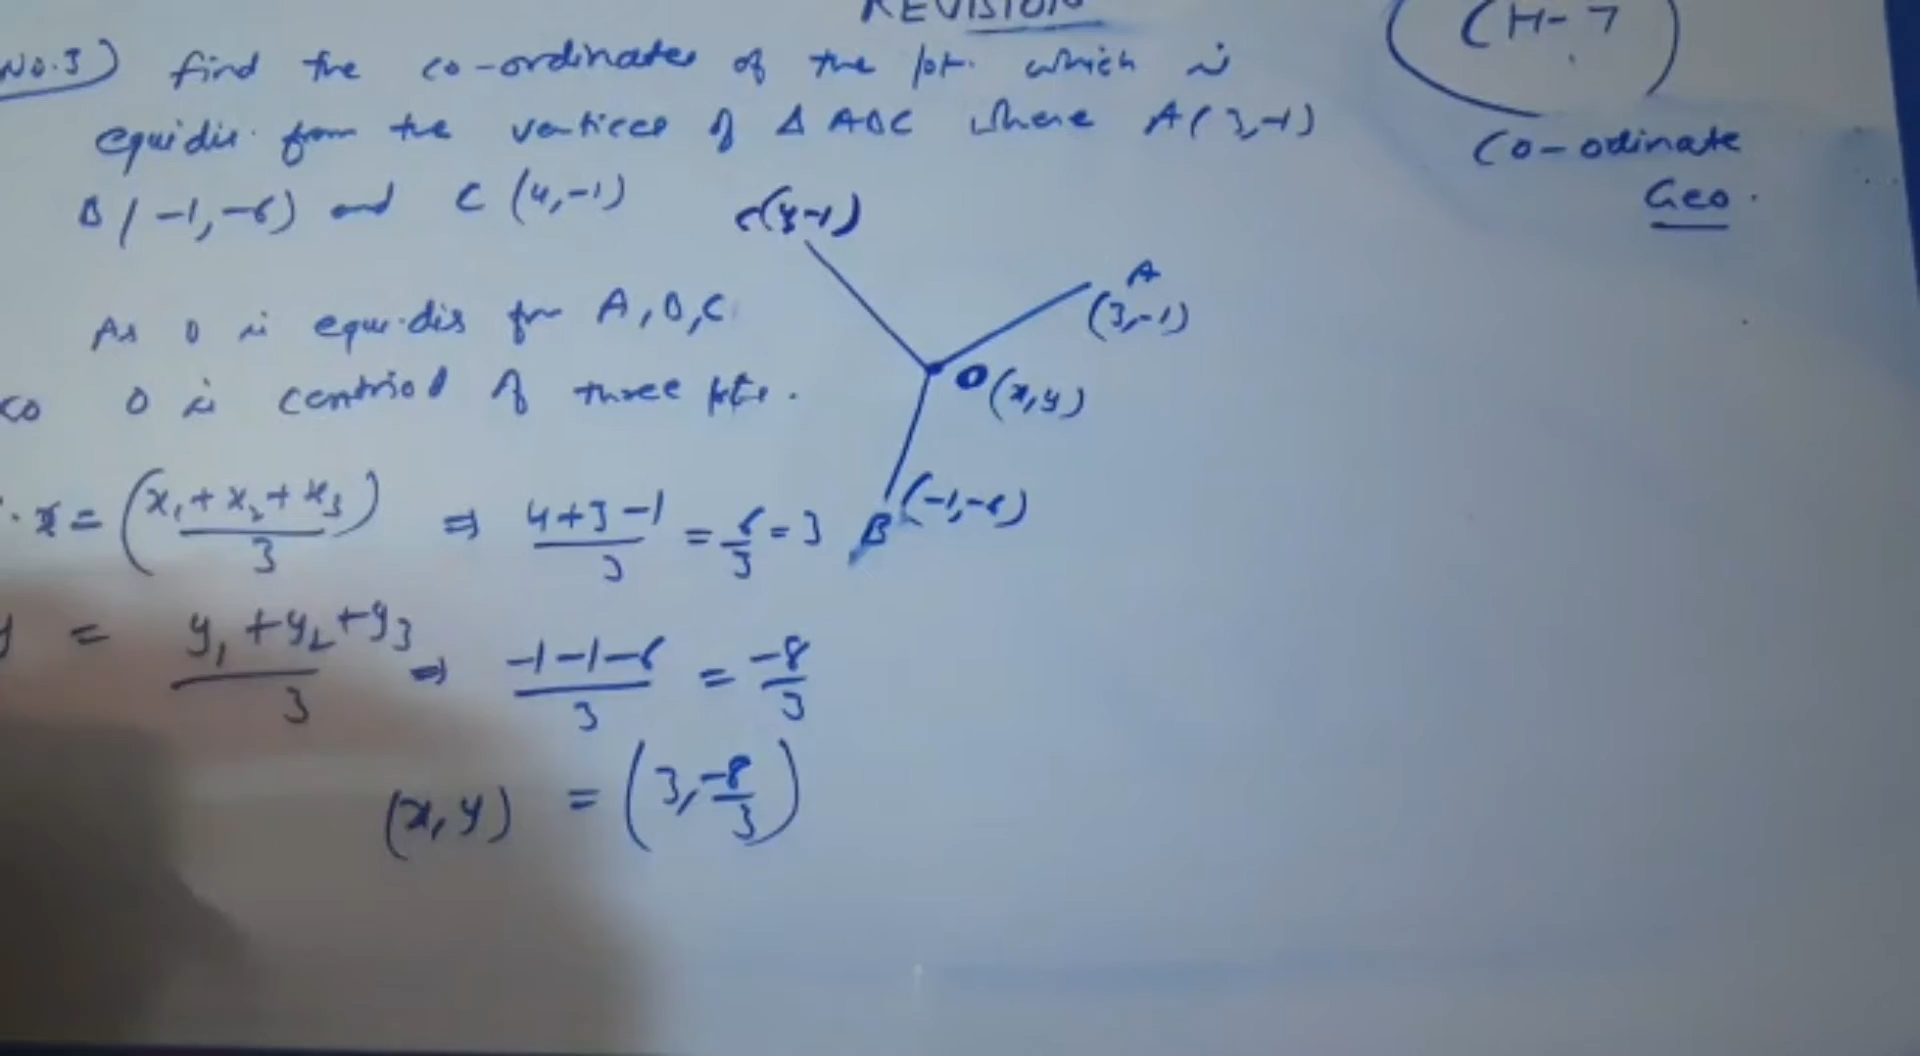 REVISION
CH-7
Co-odinate
Geo.
No.3) find the co-ordinates of the pt. which is
equidis. from the vertices of Δ ABC where A(3,-1)
B(-1,-6) and C (4,-1)
C(4,-1)
A
(3,-1)
O(x,y)
B(-1,-6)
As O is equi-dis fro A,B,C
so O is centriod of three pts.
x = (x₁+x₂+x₃)/3 ⇒ (4+3-1)/3 = 6/3 = 3
y = (y₁+y₂+y₃)/3 ⇒ (-1-1-6)/3 = -8/3
(x,y) = (3,-8/3)